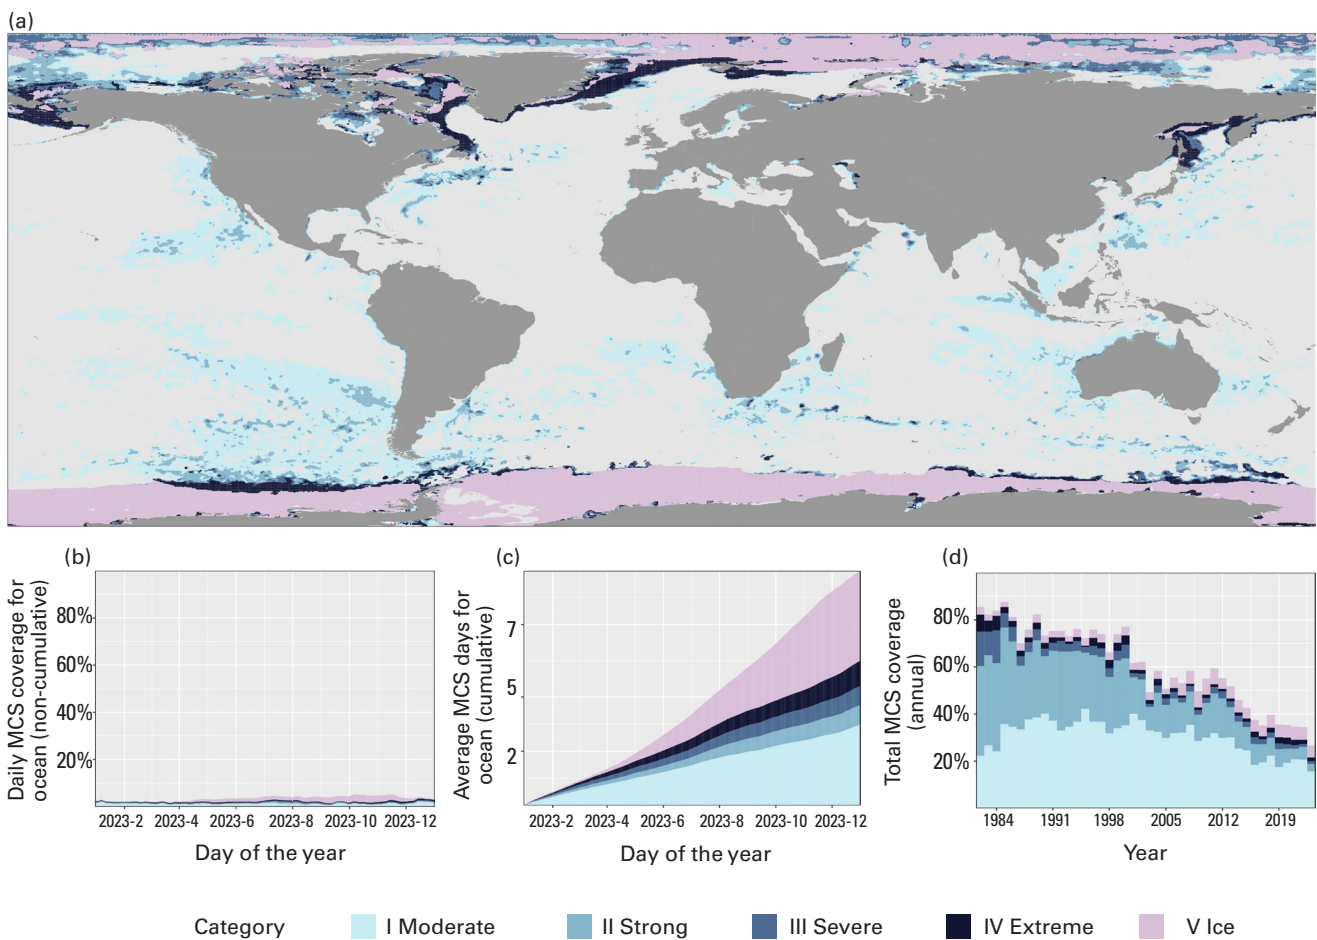 (a)
(b)
(c)
(d)
Daily MCS coverage for
ocean (non-cumulative)
80%
60%
40%
20%
2023-2 2023-4 2023-6 2023-8 2023-10 2023-12
Day of the year
Average MCS days for
ocean (cumulative)
7
5
2
2023-2 2023-4 2023-6 2023-8 2023-10 2023-12
Day of the year
Total MCS coverage
(annual)
80%
60%
40%
20%
1984 1991 1998 2005 2012 2019
Year
Category I Moderate II Strong III Severe IV Extreme V Ice